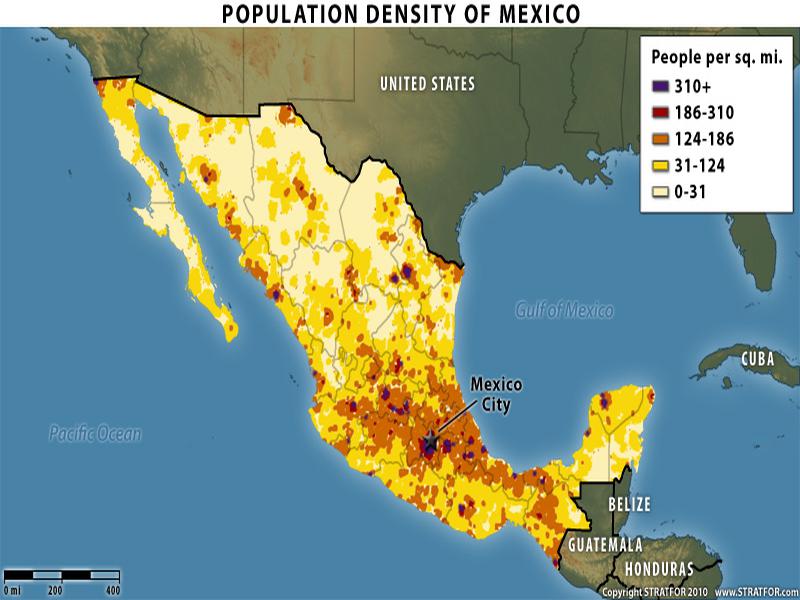 POPULATION DENSITY OF MEXICO
People per sq. mi.
310+
186-310
124-186
31-124
0-31
UNITED STATES
Gulf of Mexico
CUBA
Mexico
City
Pacific Ocean
BELIZE
GUATEMALA
HONDURAS
0 mi 200 400
Copyright STRATFOR 2010 www.STRATFOR.com